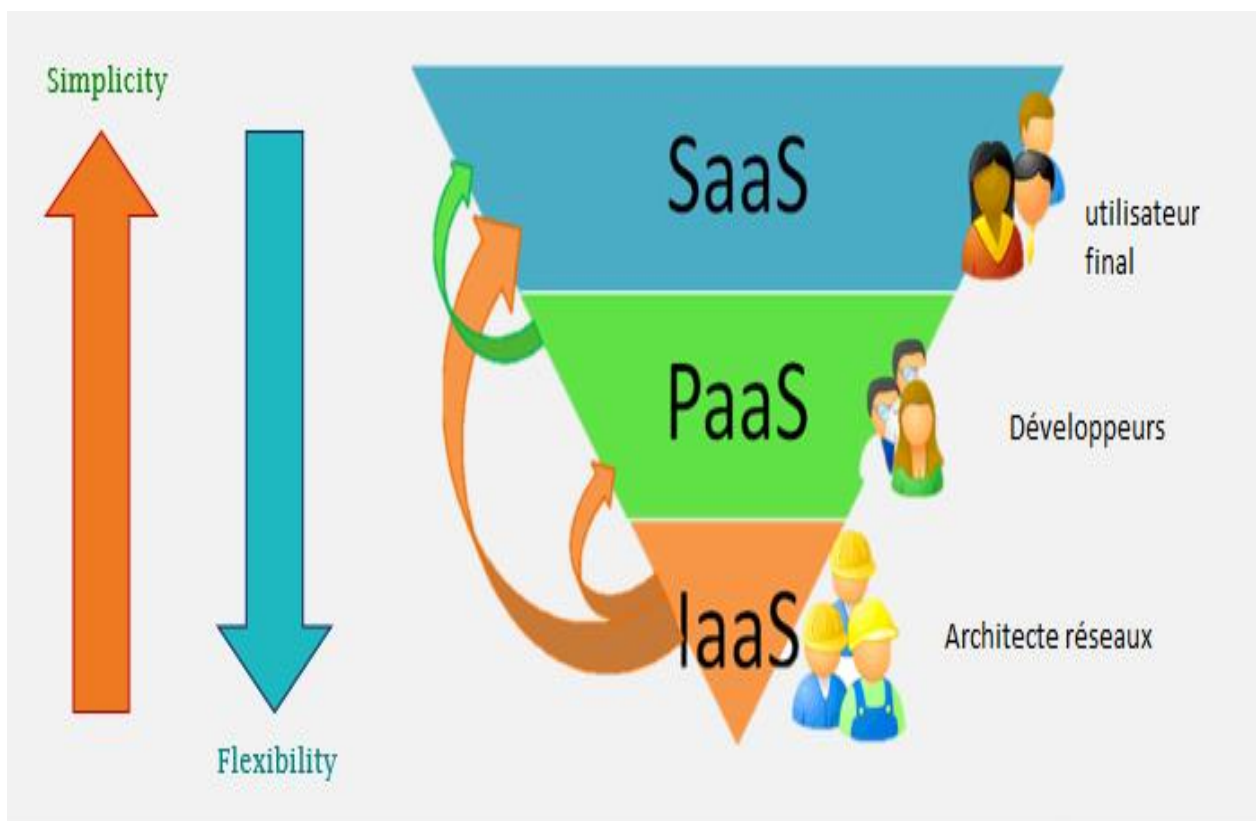 Simplicity
SaaS
utilisateur
final
PaaS
Développeurs
IaaS
Architecte réseaux
Flexibility